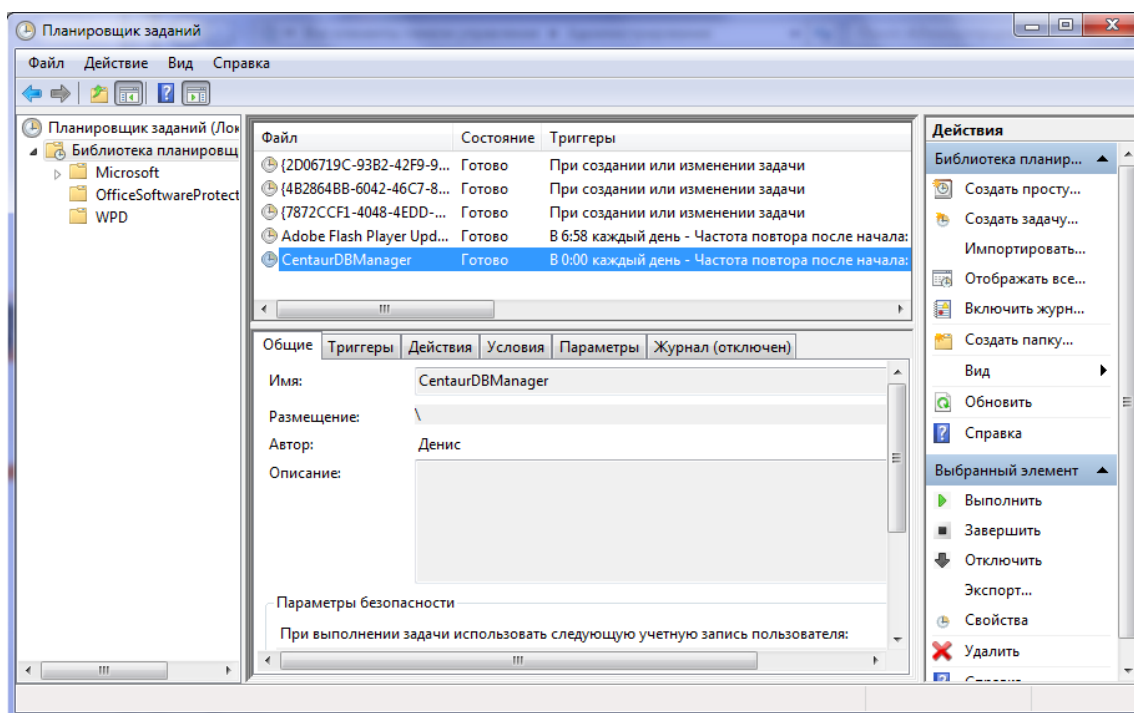 Планировщик заданий
Файл Действие Вид Справка
Планировщик заданий (Лок
Библиотека планировщ
Microsoft
OfficeSoftwareProtect
WPD
Файл Состояние Триггеры
{2D06719C-93B2-42F9-9... Готово При создании или изменении задачи
{4B2864BB-6042-46C7-8... Готово При создании или изменении задачи
{7872CCF1-4048-4EDD-... Готово При создании или изменении задачи
Adobe Flash Player Upd... Готово В 6:58 каждый день - Частота повтора после начала:
CentaurDBManager Готово В 0:00 каждый день - Частота повтора после начала:
Общие Триггеры Действия Условия Параметры Журнал (отключен)
Имя: CentaurDBManager
Размещение: \
Автор: Денис
Описание:
Параметры безопасности
При выполнении задачи использовать следующую учетную запись пользователя:
Действия
Библиотека планир...
Создать просту...
Создать задачу...
Импортировать...
Отображать все...
Включить журн...
Создать папку...
Вид
Обновить
Справка
Выбранный элемент
Выполнить
Завершить
Отключить
Экспорт...
Свойства
Удалить